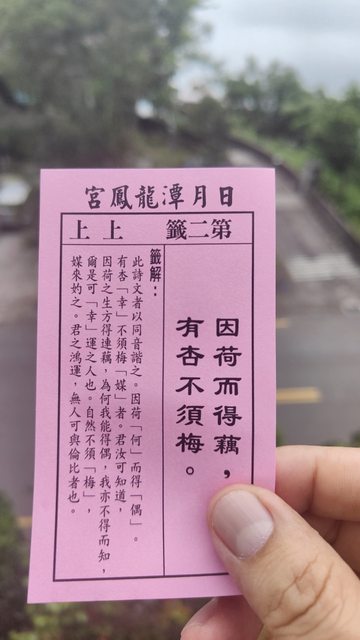 日月潭龍鳳宮
第二籤 上上
因荷而得藕，
有杏不須梅。
籤解：
此詩文者以同音諧之。因荷「何」而得「偶」。
有杏「幸」不須梅「媒」者。君汝可知道，
因荷之生方得連藕，為何我能得偶，我亦不得而知，
爾是可「幸」運之人也。自然不須「梅」，
媒來妁之。君之鴻運，無人可與倫比者也。